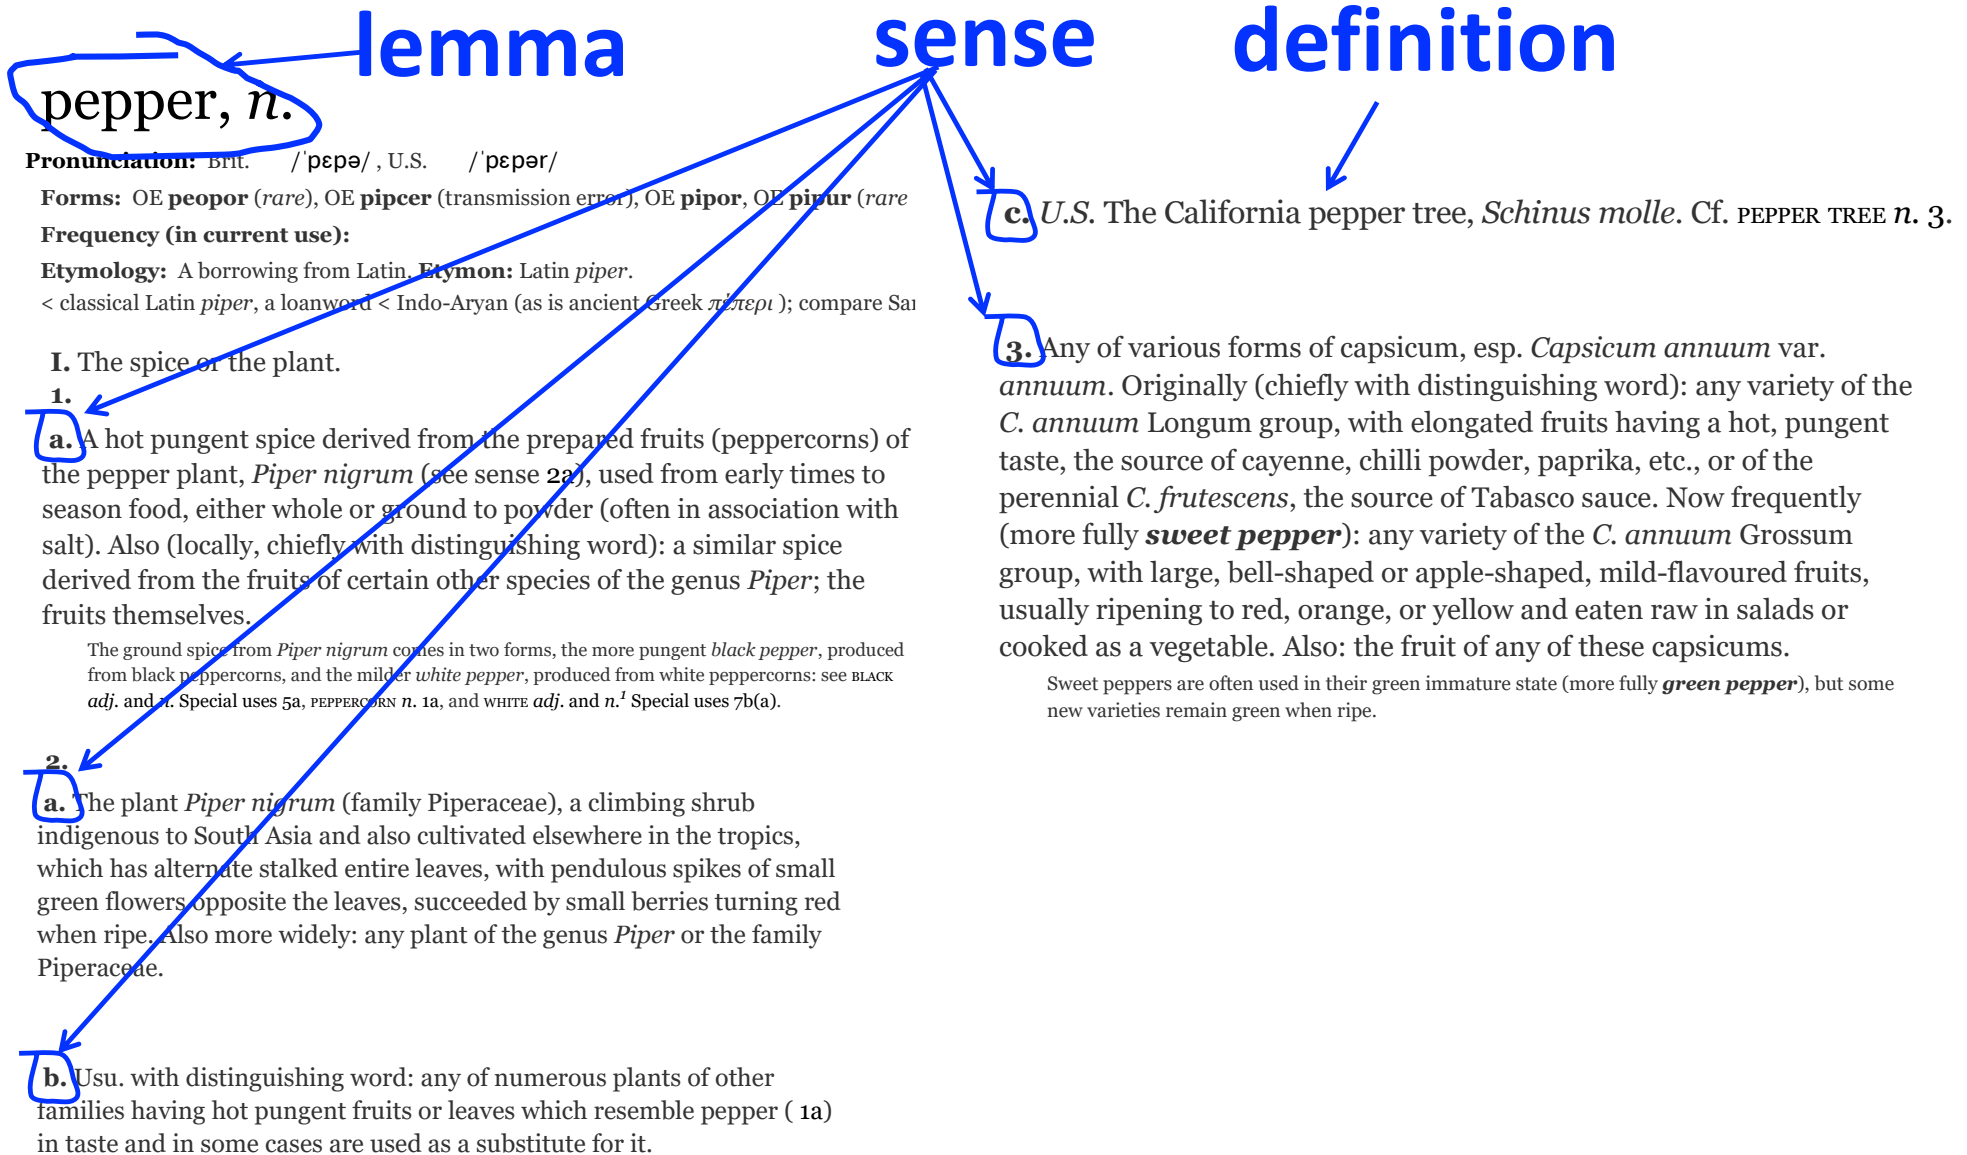 lemma
sense
definition
pepper, n.
Pronunciation: Brit. /ˈpɛpə/ , U.S. /ˈpɛpər/
Forms: OE peopor (rare), OE pipcer (transmission error), OE pipor, OE pipur (rare
Frequency (in current use):
Etymology: A borrowing from Latin. Etymon: Latin piper.
< classical Latin piper, a loanword < Indo-Aryan (as is ancient Greek πέπερι ); compare Sar
I. The spice or the plant.
1.
a. A hot pungent spice derived from the prepared fruits (peppercorns) of
the pepper plant, Piper nigrum (see sense 2a), used from early times to
season food, either whole or ground to powder (often in association with
salt). Also (locally, chiefly with distinguishing word): a similar spice
derived from the fruits of certain other species of the genus Piper; the
fruits themselves.
The ground spice from Piper nigrum comes in two forms, the more pungent black pepper, produced
from black peppercorns, and the milder white pepper, produced from white peppercorns: see BLACK
adj. and n. Special uses 5a, PEPPERCORN n. 1a, and WHITE adj. and n.¹ Special uses 7b(a).
2.
a. The plant Piper nigrum (family Piperaceae), a climbing shrub
indigenous to South Asia and also cultivated elsewhere in the tropics,
which has alternate stalked entire leaves, with pendulous spikes of small
green flowers opposite the leaves, succeeded by small berries turning red
when ripe. Also more widely: any plant of the genus Piper or the family
Piperaceae.
b. Usu. with distinguishing word: any of numerous plants of other
families having hot pungent fruits or leaves which resemble pepper ( 1a)
in taste and in some cases are used as a substitute for it.
c. U.S. The California pepper tree, Schinus molle. Cf. PEPPER TREE n. 3.
3. Any of various forms of capsicum, esp. Capsicum annuum var.
annuum. Originally (chiefly with distinguishing word): any variety of the
C. annuum Longum group, with elongated fruits having a hot, pungent
taste, the source of cayenne, chilli powder, paprika, etc., or of the
perennial C. frutescens, the source of Tabasco sauce. Now frequently
(more fully sweet pepper): any variety of the C. annuum Grossum
group, with large, bell-shaped or apple-shaped, mild-flavoured fruits,
usually ripening to red, orange, or yellow and eaten raw in salads or
cooked as a vegetable. Also: the fruit of any of these capsicums.
Sweet peppers are often used in their green immature state (more fully green pepper), but some
new varieties remain green when ripe.